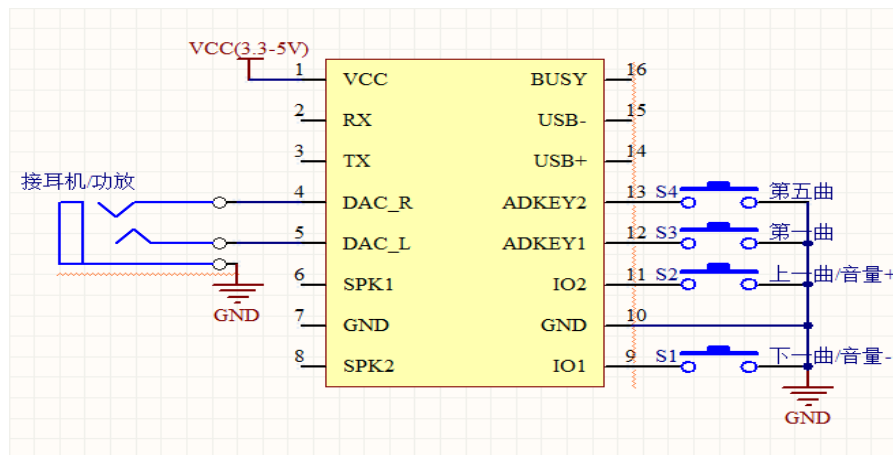 VCC(3.3-5V)
1 VCC BUSY 16
2 RX USB- 15
3 TX USB+ 14
接耳机/功放
4 DAC_R ADKEY2 13 S4 第五曲
5 DAC_L ADKEY1 12 S3 第一曲
6 SPK1 IO2 11 S2 上一曲/音量+
GND
7 GND GND 10
8 SPK2 IO1 9 S1 下一曲/音量-
GND